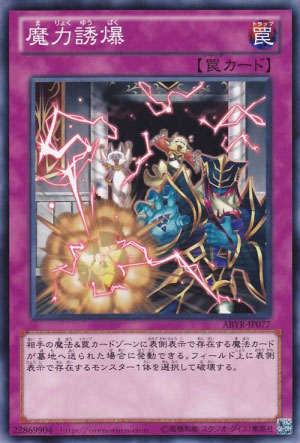 魔力誘爆
まりょくゆうばく
罠
トラップ
【罠カード】
ABYR-JP077
相手の魔法&罠カードゾーンに表側表示で存在する魔法カードが墓地へ送られた場合に発動できる。フィールド上に表側表示で存在するモンスター1体を選択して破壊する。
22869904
©高橋和希 スタジオ・ダイス/集英社